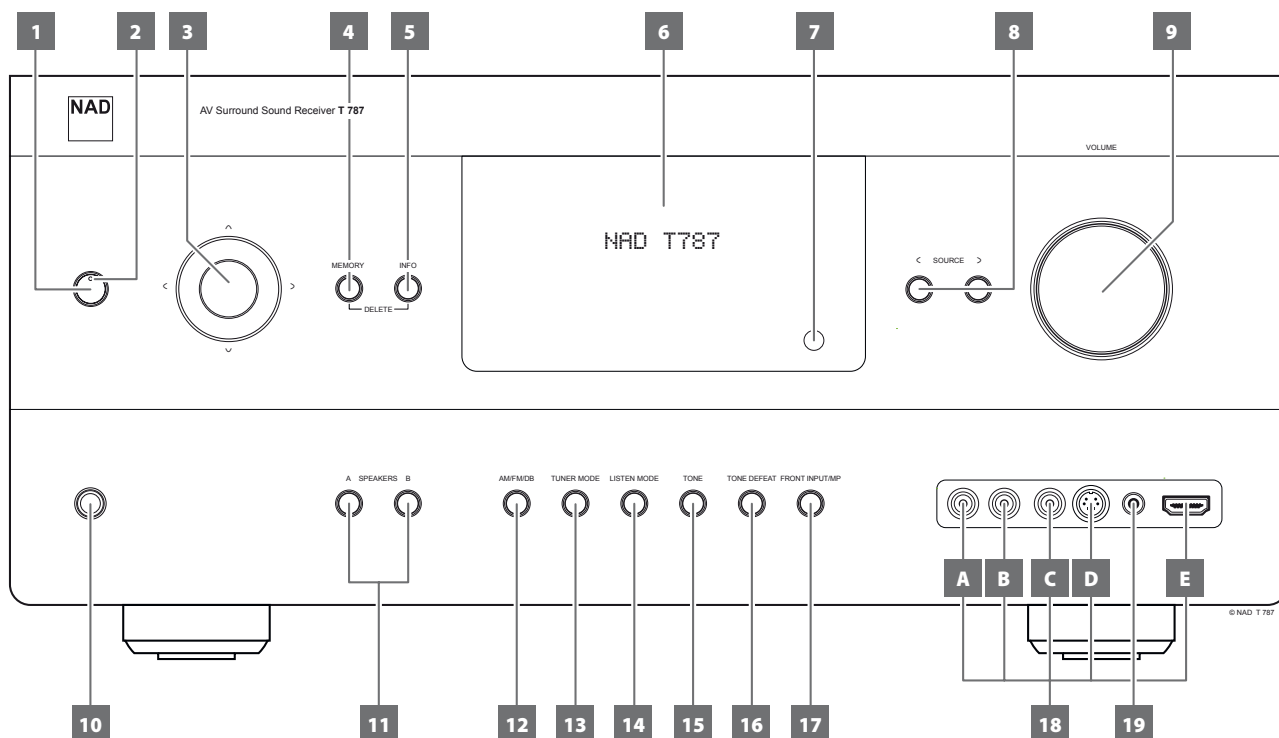 1 2 3 4 5 6 7 8 9
NAD
AV Surround Sound Receiver T 787
VOLUME
NAD T787
< SOURCE >
MEMORY INFO
DELETE
A SPEAKERS B
AM/FM/DB TUNER MODE LISTEN MODE TONE TONE DEFEAT FRONT INPUT/MP
A B C D E
© NAD T 787
10 11 12 13 14 15 16 17 18 19